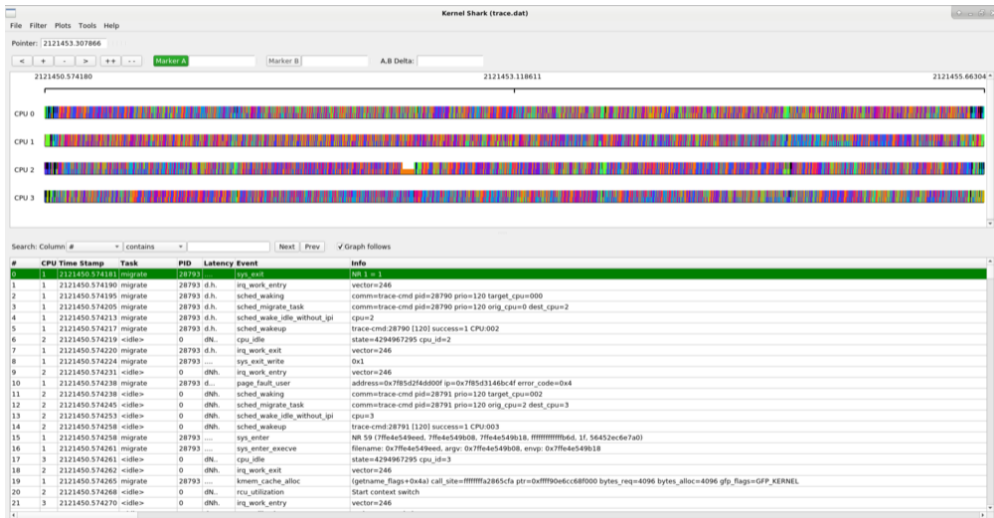 Kernel Shark (trace.dat)
File Filter Plots Tools Help
Pointer: 2121453.307866
< + - > ++ -- Marker A Marker B A,B Delta:
2121450.574180 2121453.118611 2121455.66304
CPU 0
CPU 1
CPU 2
CPU 3
Search: Column: # contains Next Prev Graph follows
# CPU Time Stamp Task PID Latency Event Info
0 1 2121450.574181 migrate 28793 .... sys_exit NR 1 = 1
1 1 2121450.574190 migrate 28793 d.h. irq_work_entry vector=246
2 1 2121450.574195 migrate 28793 d.h. sched_waking comm=trace-cmd pid=28790 prio=120 target_cpu=000
3 1 2121450.574205 migrate 28793 d.h. sched_migrate_task comm=trace-cmd pid=28790 prio=120 orig_cpu=0 dest_cpu=2
4 1 2121450.574213 migrate 28793 d.h. sched_wake_idle_without_ipi cpu=2
5 1 2121450.574217 migrate 28793 d.h. sched_wakeup trace-cmd:28790 [120] success=1 CPU:002
6 2 2121450.574219 <idle> 0 dN.. cpu_idle state=4294967295 cpu_id=2
7 1 2121450.574220 migrate 28793 d.h. irq_work_exit vector=246
8 1 2121450.574224 migrate 28793 .... sys_exit_write 0x1
9 2 2121450.574231 <idle> 0 dNh. irq_work_entry vector=246
10 1 2121450.574238 migrate 28793 d... page_fault_user address=0x7f85d2f4dd00f ip=0x7f85d3146bc4f error_code=0x4
11 2 2121450.574238 <idle> 0 dNh. sched_waking comm=trace-cmd pid=28791 prio=120 target_cpu=002
12 2 2121450.574245 <idle> 0 dNh. sched_migrate_task comm=trace-cmd pid=28791 prio=120 orig_cpu=2 dest_cpu=3
13 2 2121450.574253 <idle> 0 dNh. sched_wake_idle_without_ipi cpu=3
14 2 2121450.574258 <idle> 0 dNh. sched_wakeup trace-cmd:28791 [120] success=1 CPU:003
15 1 2121450.574258 migrate 28793 .... sys_enter NR 59 (7ffe4e549eed, 7ffe4e549b08, 7ffe4e549b18, fffffffffffffb6d, 1f, 56452ec6e7a0)
16 1 2121450.574261 migrate 28793 .... sys_enter_execve filename: 0x7ffe4e549eed, argv: 0x7ffe4e549b08, envp: 0x7ffe4e549b18
17 3 2121450.574261 <idle> 0 dN.. cpu_idle state=4294967295 cpu_id=3
18 2 2121450.574262 <idle> 0 dNh. irq_work_exit vector=246
19 1 2121450.574265 migrate 28793 .... kmem_cache_alloc (getname_flags+0x4a) call_site=ffffffffa2865cfa ptr=0xffff90e6cc68f000 bytes_req=4096 bytes_alloc=4096 gfp_flags=GFP_KERNEL
20 2 2121450.574268 <idle> 0 dN.. rcu_utilization Start context switch
21 3 2121450.574270 <idle> 0 dNh. irq_work_entry vector=246